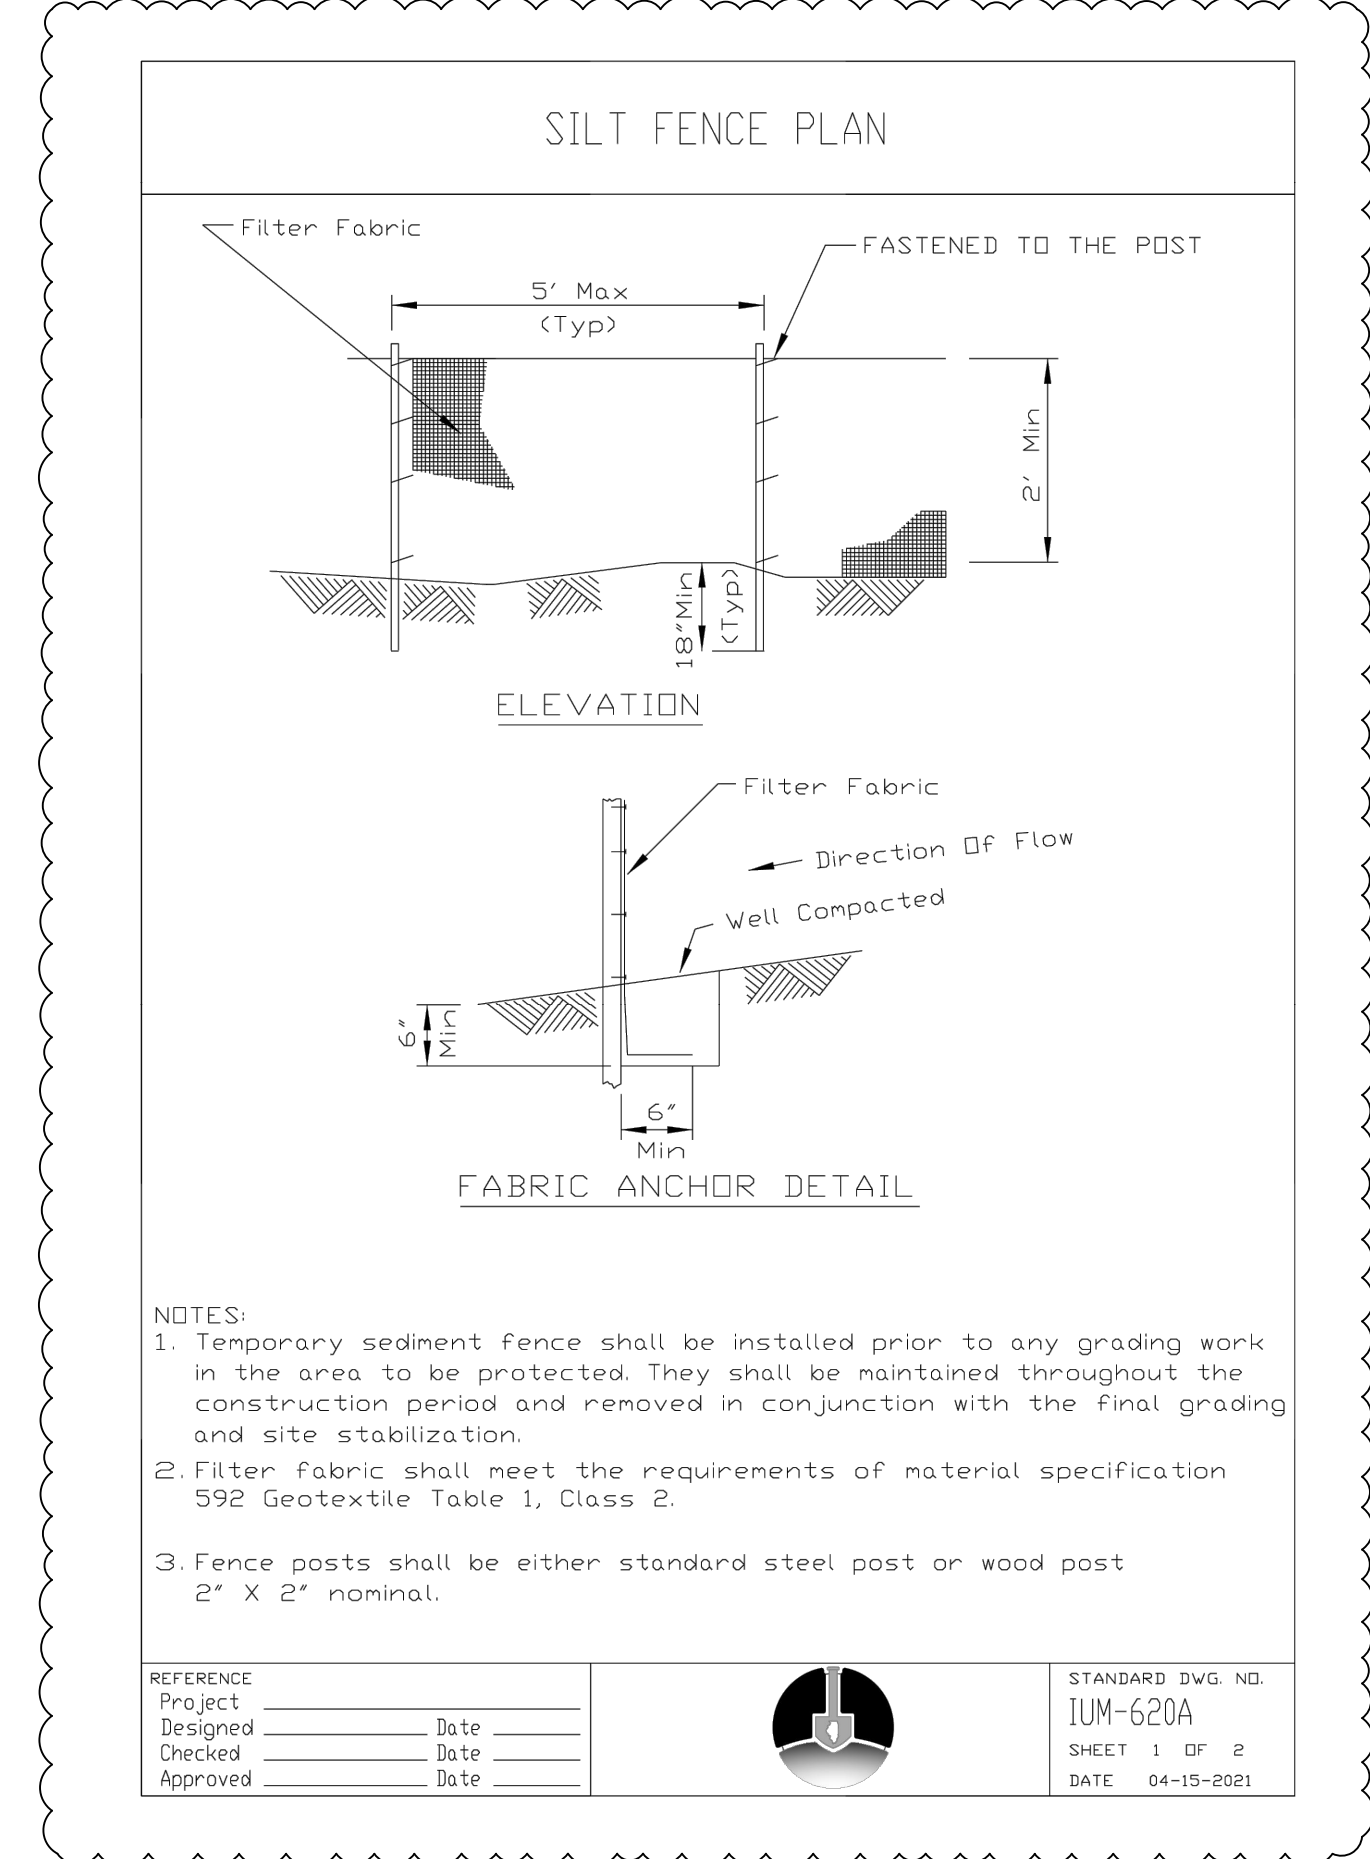 SILT FENCE PLAN
Filter Fabric
FASTENED TO THE POST
5' Max
(Typ)
2' Min
18"Min
(Typ)
ELEVATION
Filter Fabric
Direction Of Flow
Well Compacted
6"
Min
6"
Min
FABRIC ANCHOR DETAIL
NOTES:
1. Temporary sediment fence shall be installed prior to any grading work
in the area to be protected. They shall be maintained throughout the
construction period and removed in conjunction with the final grading
and site stabilization.
2. Filter fabric shall meet the requirements of material specification
592 Geotextile Table 1, Class 2.
3. Fence posts shall be either standard steel post or wood post
2" X 2" nominal.
REFERENCE
Project
Designed Date
Checked Date
Approved Date
STANDARD DWG. NO.
IUM-620A
SHEET 1 OF 2
DATE 04-15-2021